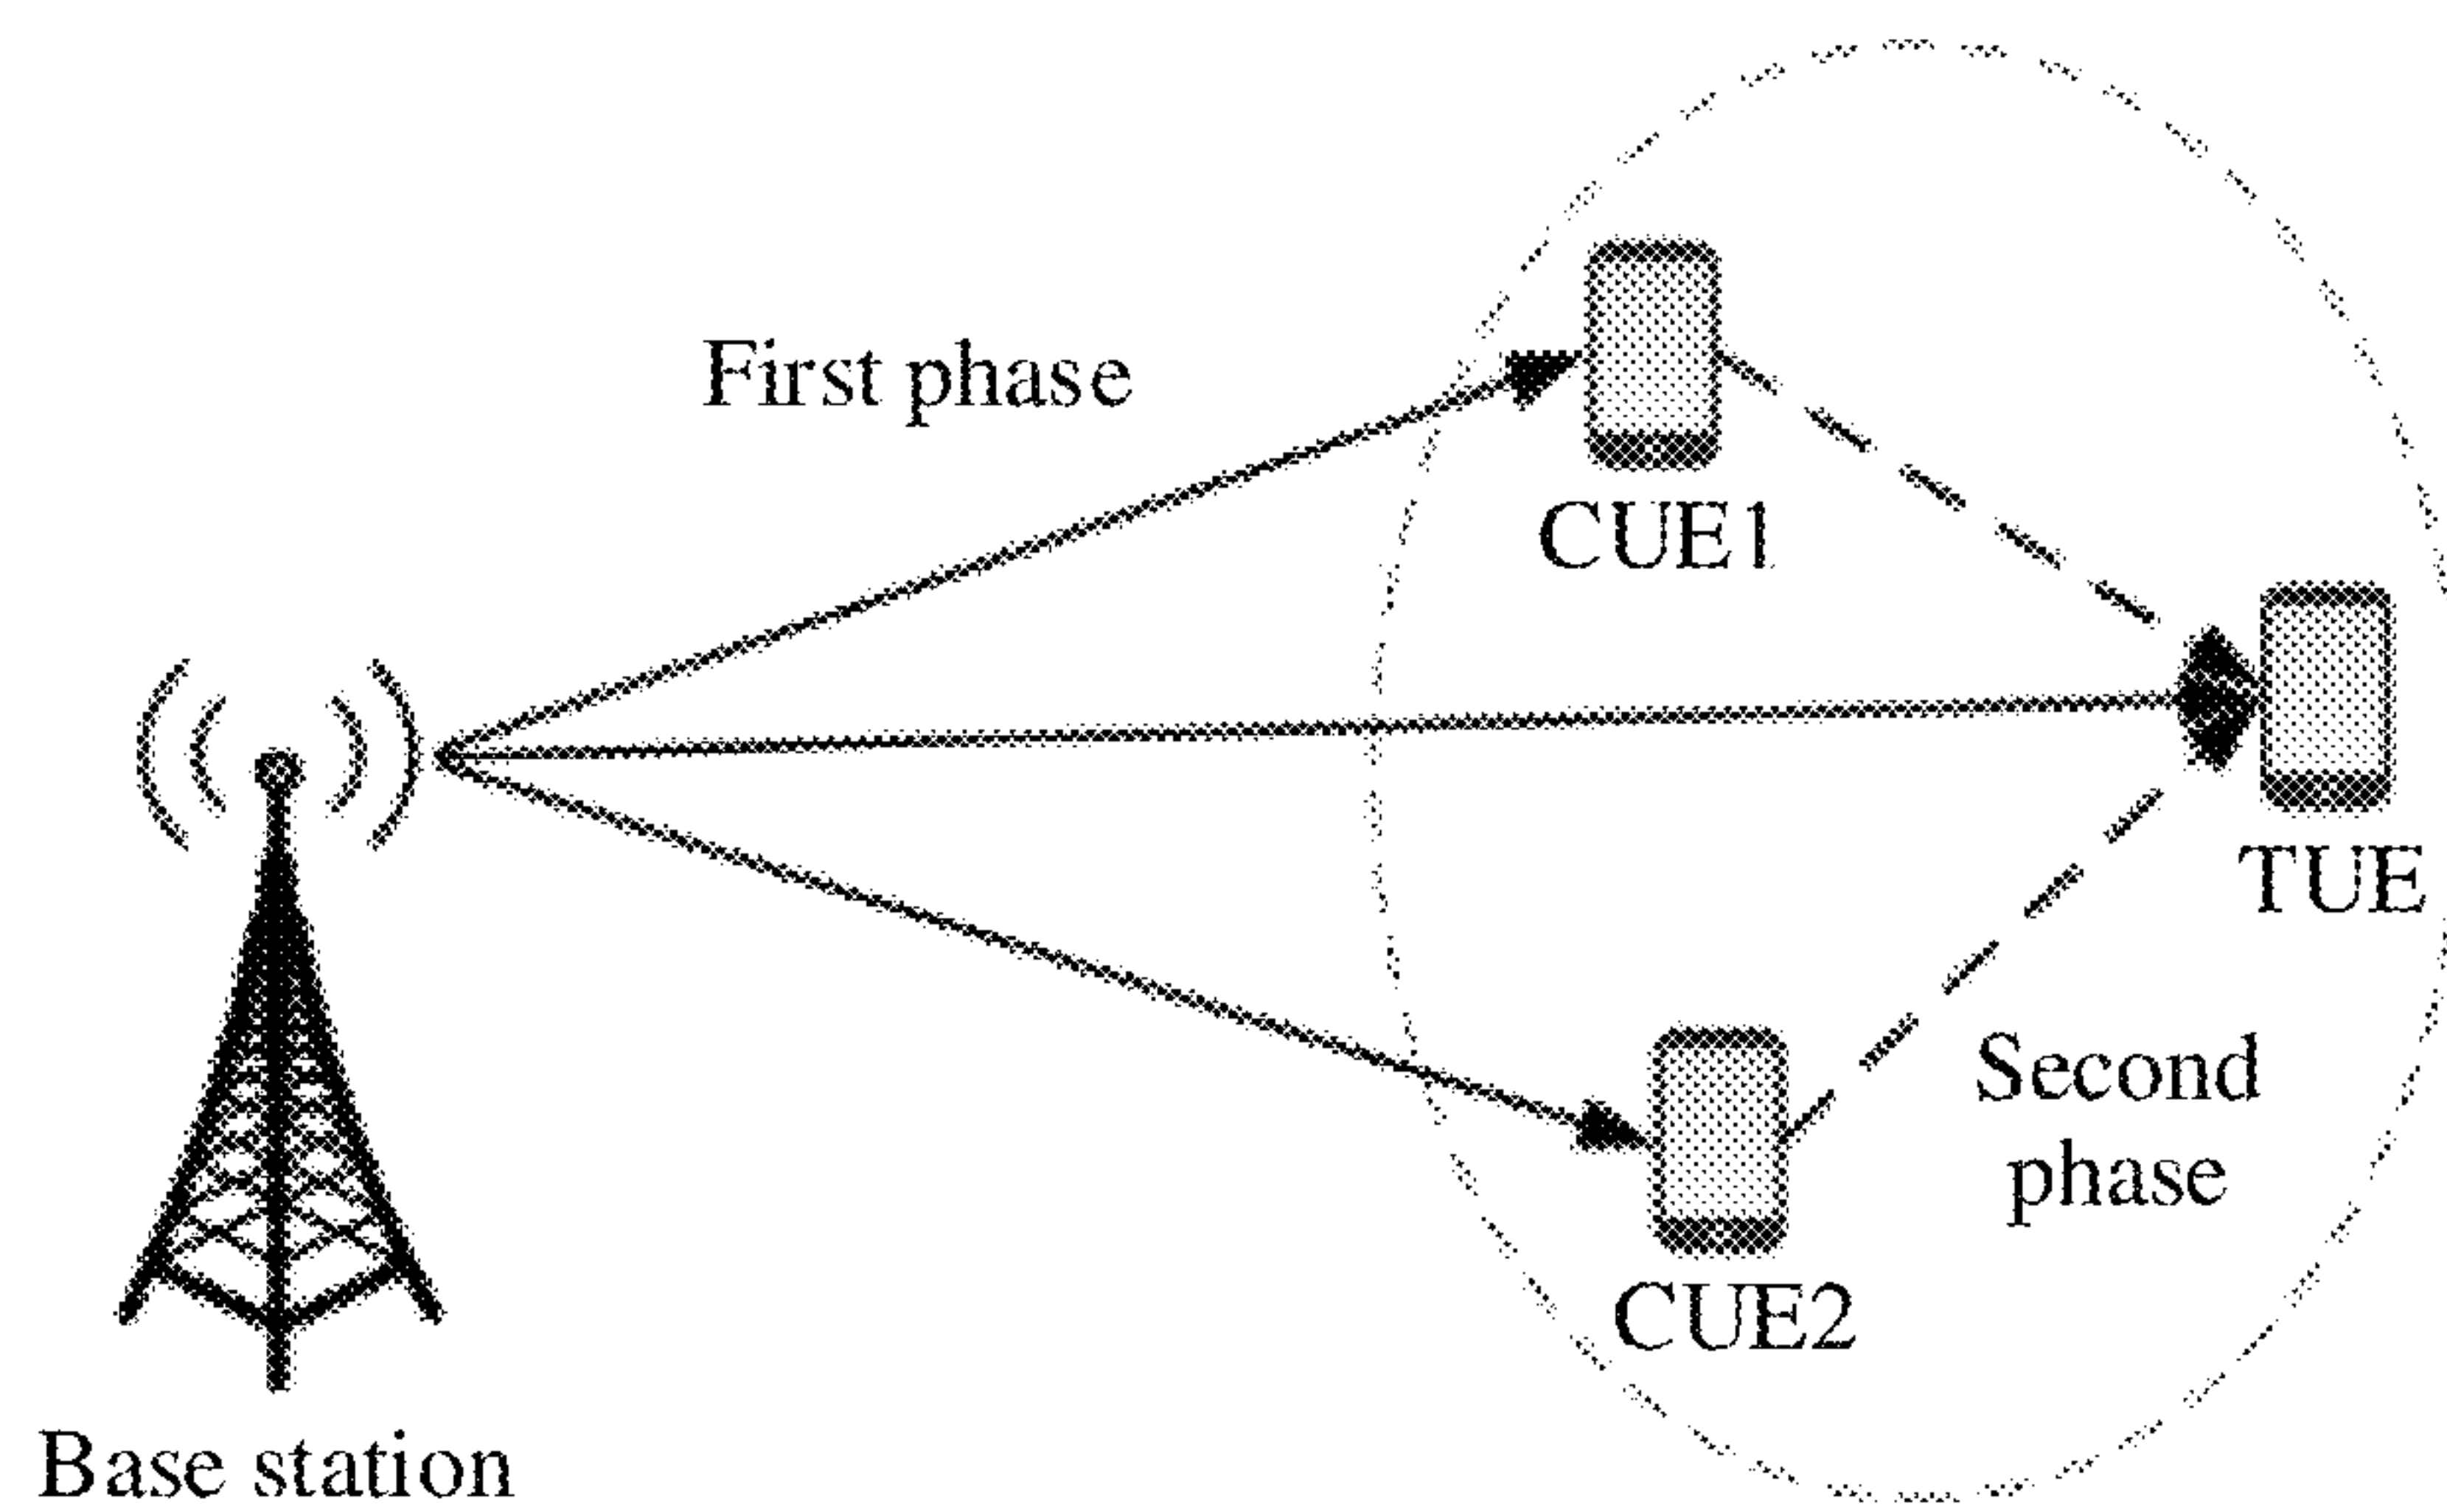 First phase
CUE1
TUE
Second
phase
CUE2
Base station